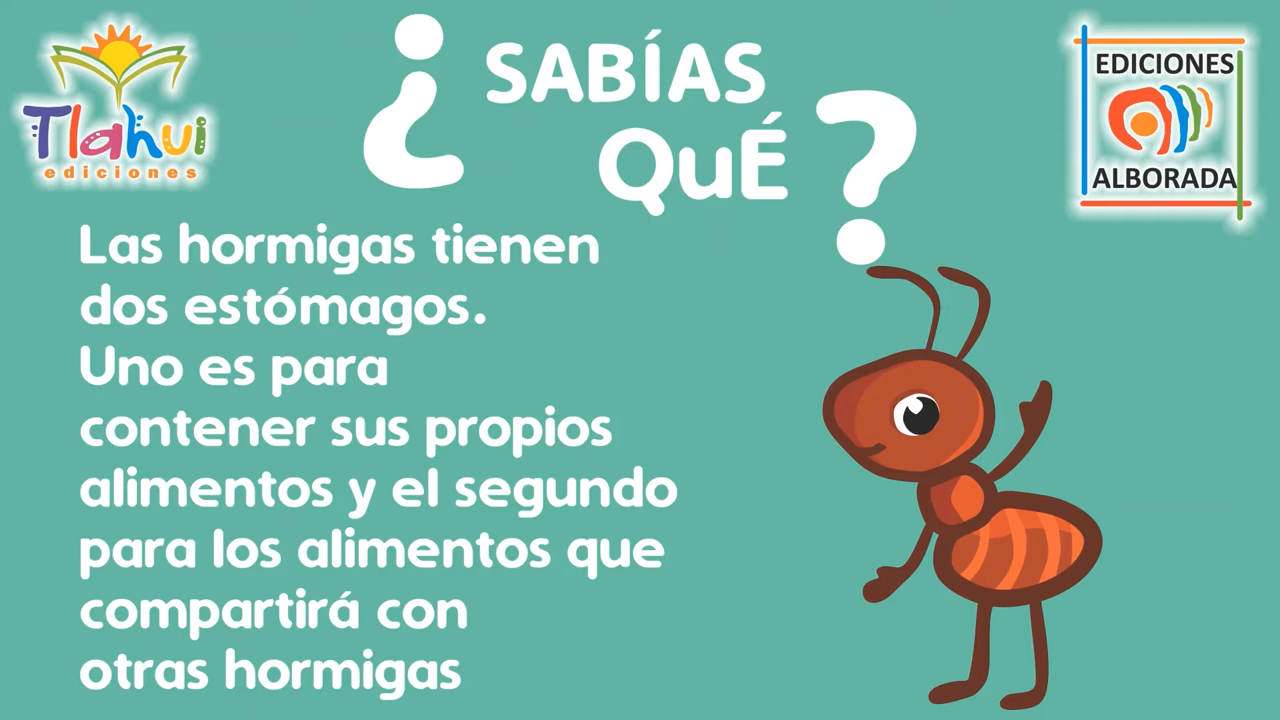 ¿SABÍAS
QuÉ?
Tlahui
ediciones
EDICIONES
ALBORADA
Las hormigas tienen
dos estómagos.
Uno es para
contener sus propios
alimentos y el segundo
para los alimentos que
compartirá con
otras hormigas